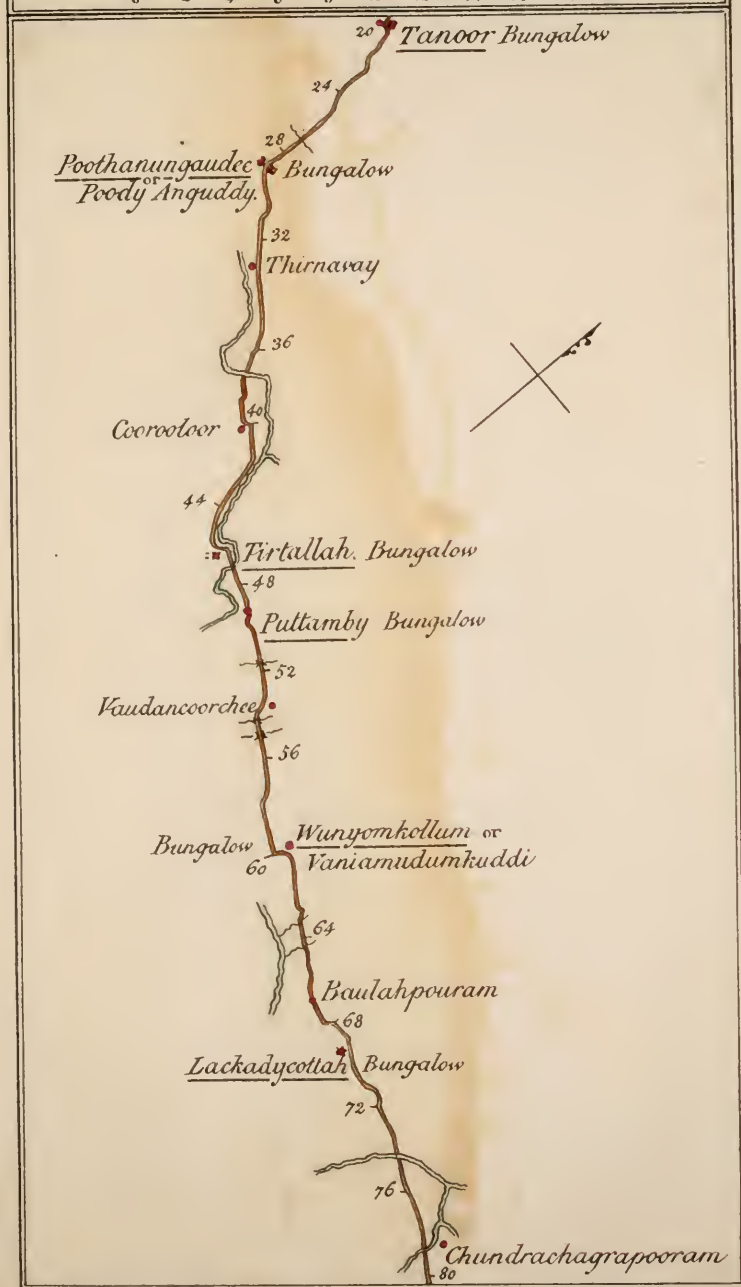 20 Tanoor Bungalow
24
28
Poothanungaudee Bungalow
or
Poody Anguddy.
32
Thirnavay
36
40
Coorooloor
44
Tirtallah. Bungalow
48
Puttamby Bungalow
52
Vaudancoorchee
56
Wunyomkollum or
Bungalow Vaniamudumkuddi
60
64
Baulahpouram
68
Lackadycottah Bungalow
72
76
Chundrachagrapooram
80